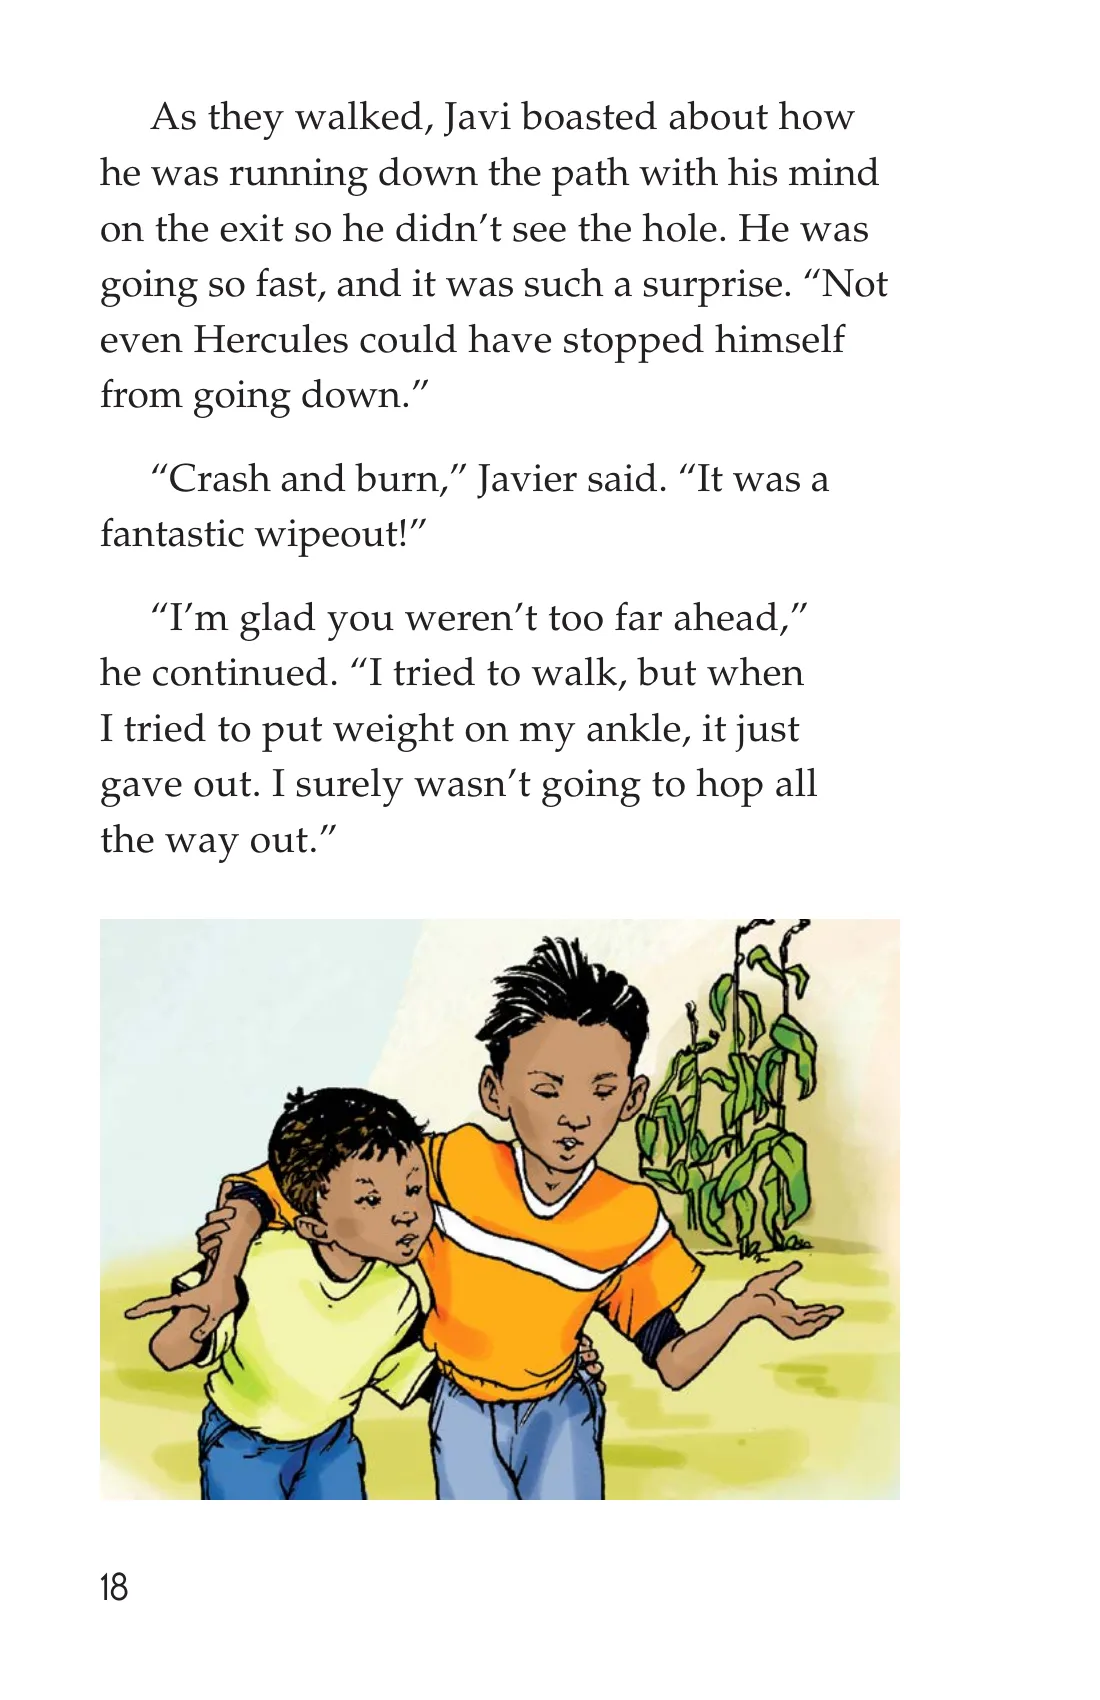 As they walked, Javi boasted about how
he was running down the path with his mind
on the exit so he didn’t see the hole. He was
going so fast, and it was such a surprise. “Not
even Hercules could have stopped himself
from going down.”
“Crash and burn,” Javier said. “It was a
fantastic wipeout!”
“I’m glad you weren’t too far ahead,”
he continued. “I tried to walk, but when
I tried to put weight on my ankle, it just
gave out. I surely wasn’t going to hop all
the way out.”
18